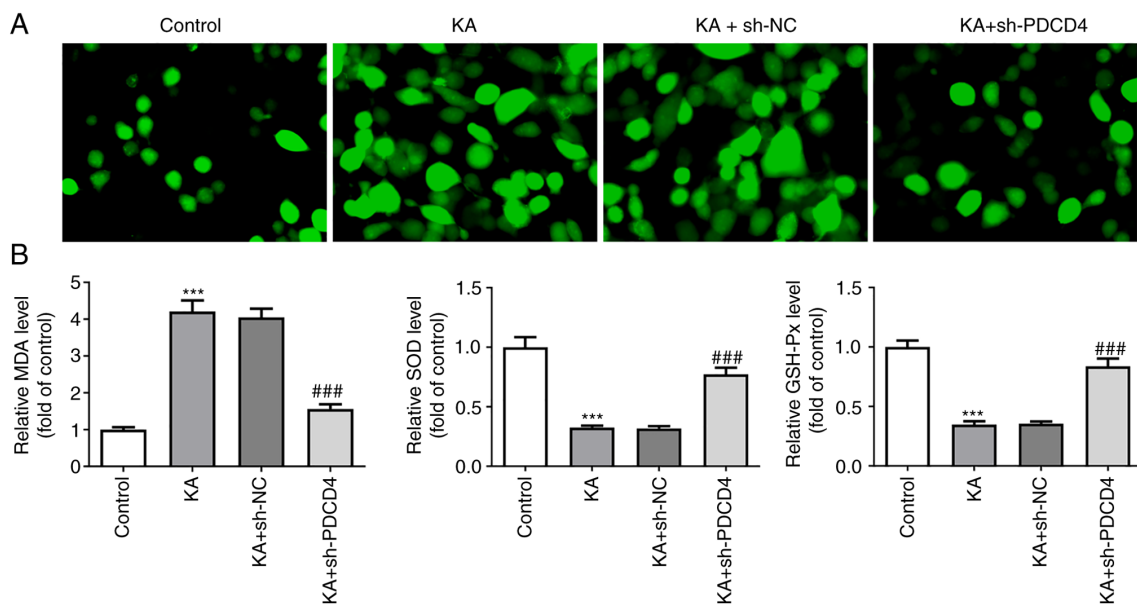 A
Control
KA
KA + sh-NC
KA+sh-PDCD4
B
Relative MDA level
(fold of control)
5
4
3
2
1
0
***
###
Control
KA
KA+sh-NC
KA+sh-PDCD4
Relative SOD level
(fold of control)
1.5
1.0
0.5
0.0
***
###
Control
KA
KA+sh-NC
KA+sh-PDCD4
Relative GSH-Px level
(fold of control)
1.5
1.0
0.5
0.0
***
###
Control
KA
KA+sh-NC
KA+sh-PDCD4